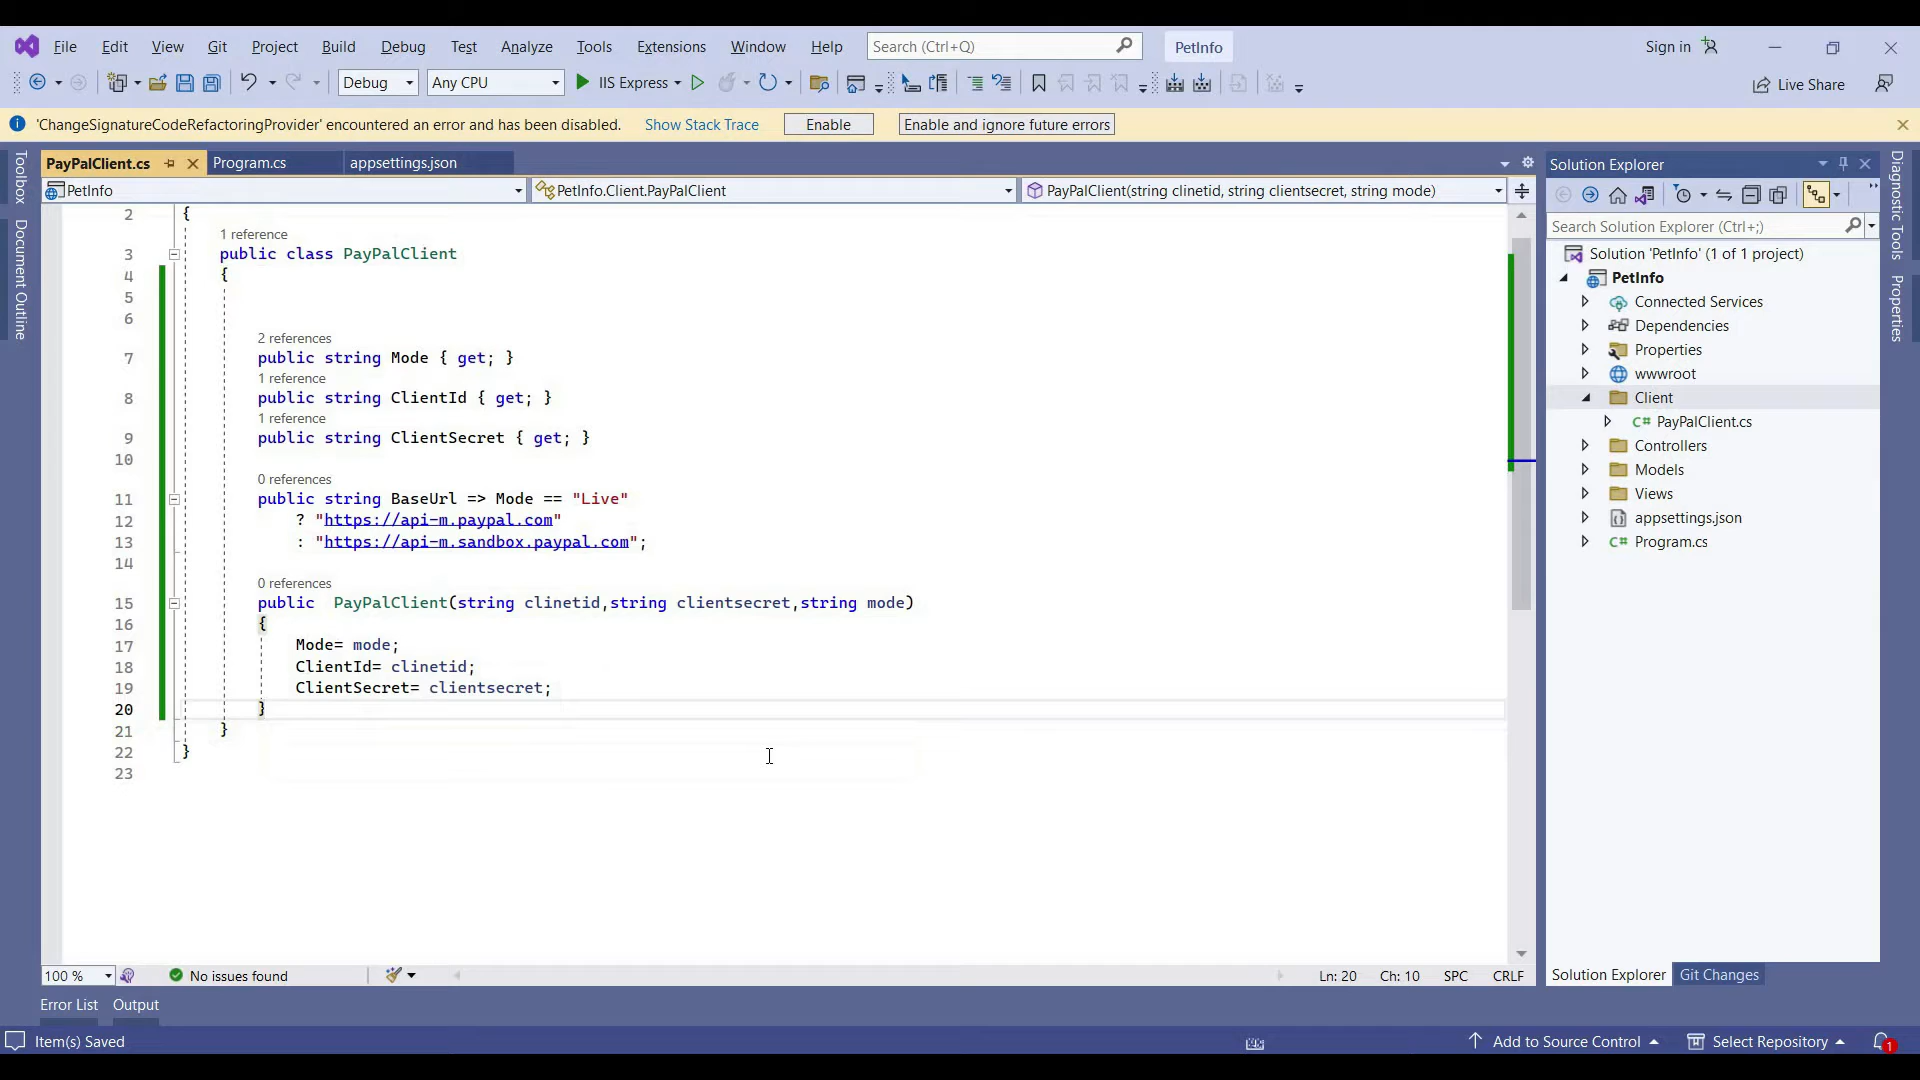 File Edit View Git Project Build Debug Test Analyze Tools Extensions Window Help Search (Ctrl+Q) PetInfo Sign in
Debug Any CPU IIS Express Live Share
'ChangeSignatureCodeRefactoringProvider' encountered an error and has been disabled. Show Stack Trace Enable Enable and ignore future errors
Toolbox
Document Outline
PayPalClient.cs Program.cs appsettings.json
PetInfo PetInfo.Client.PayPalClient PayPalClient(string clinetid, string clientsecret, string mode)
2 {
1 reference
3 public class PayPalClient
4 {
5
6
2 references
7 public string Mode { get; }
1 reference
8 public string ClientId { get; }
1 reference
9 public string ClientSecret { get; }
10
0 references
11 public string BaseUrl => Mode == "Live"
12 ? "https://api-m.paypal.com"
13 : "https://api-m.sandbox.paypal.com";
14
0 references
15 public  PayPalClient(string clinetid,string clientsecret,string mode)
16 {
17 Mode= mode;
18 ClientId= clinetid;
19 ClientSecret= clientsecret;
20 }
21 }
22 }
23
100 % No issues found Ln: 20 Ch: 10 SPC CRLF
Solution Explorer
Search Solution Explorer (Ctrl+;)
Solution 'PetInfo' (1 of 1 project)
PetInfo
Connected Services
Dependencies
Properties
wwwroot
Client
C# PayPalClient.cs
Controllers
Models
Views
appsettings.json
C# Program.cs
Solution Explorer Git Changes
Diagnostic Tools
Properties
Error List Output
Item(s) Saved Add to Source Control Select Repository 1